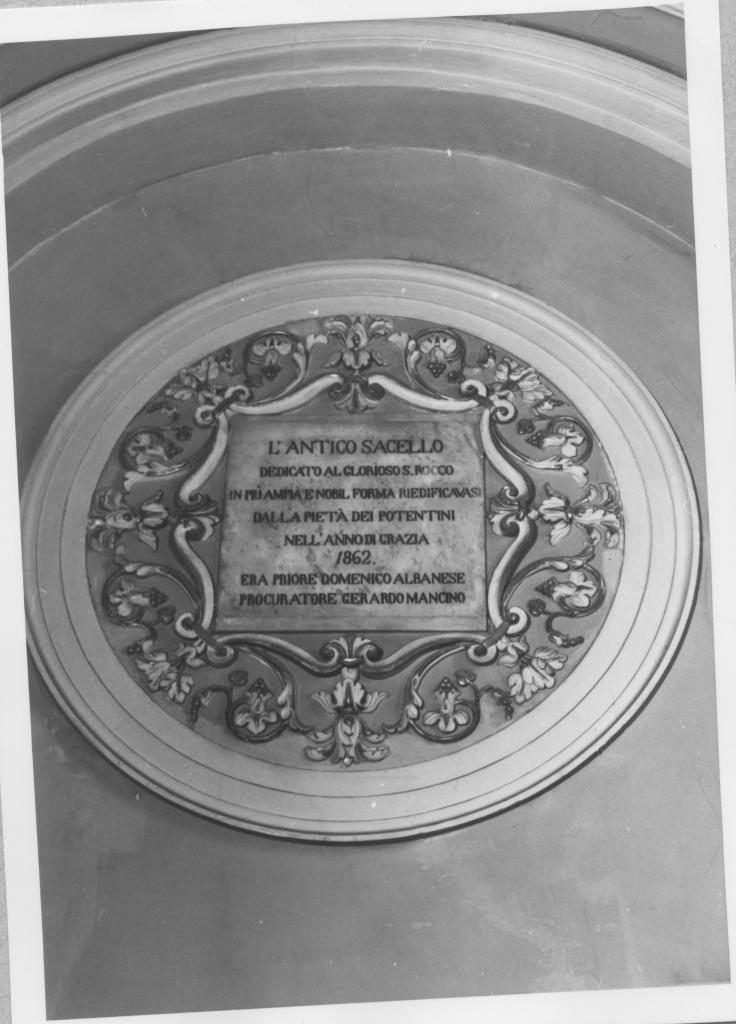 L'ANTICO SACELLO
DEDICATO AL GLORIOSO S. ROCCO
IN PIÙ AMPIA E NOBIL FORMA RIEDIFICAVASI
DALLA PIETÀ DEI POTENTINI
NELL'ANNO DI GRAZIA
1862.
ERA PRIORE DOMENICO ALBANESE
PROCURATORE GERARDO MANCINO